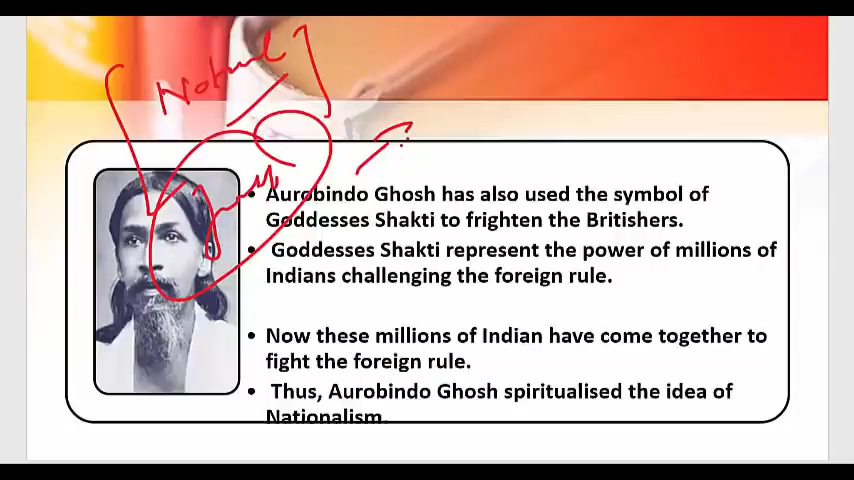 Aurobindo Ghosh has also used the symbol of
Goddesses Shakti to frighten the Britishers.
Goddesses Shakti represent the power of millions of
Indians challenging the foreign rule.
Now these millions of Indian have come together to
fight the foreign rule.
Thus, Aurobindo Ghosh spiritualised the idea of
Nationalism.